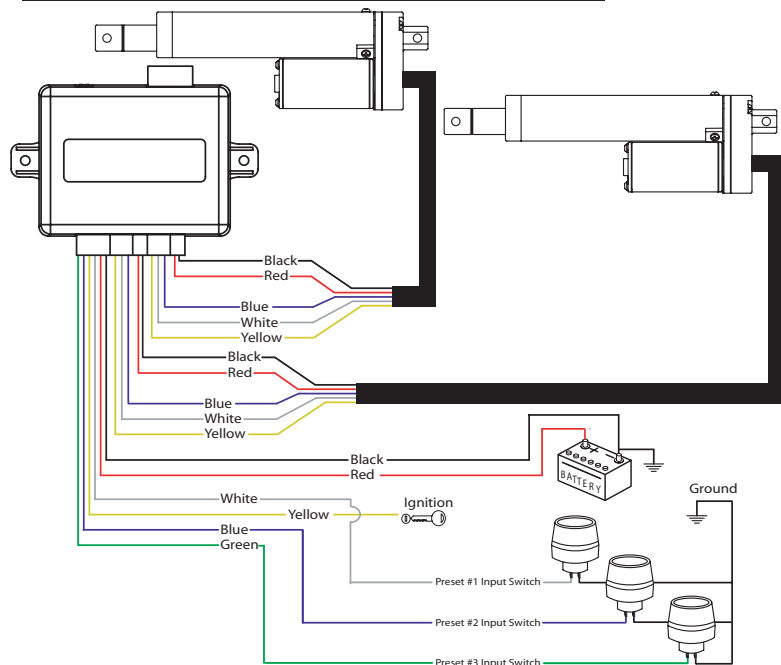 Black
Red
Blue
White
Yellow
Black
Red
Blue
White
Yellow
Black
Red
BATTERY
White
Ignition
Yellow
Blue
Green
Ground
Preset #1 Input Switch
Preset #2 Input Switch
Preset #3 Input Switch